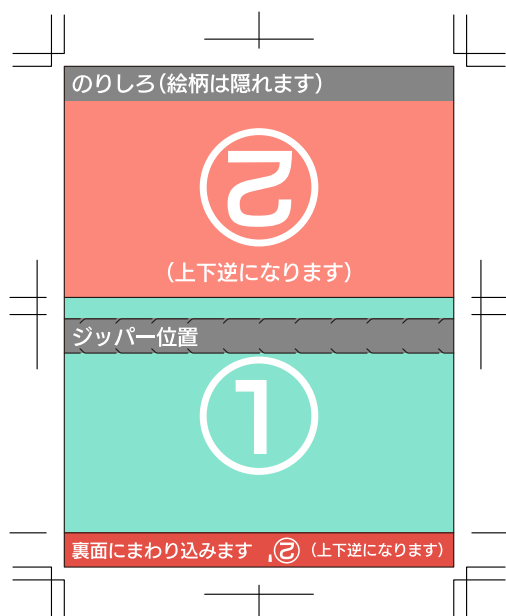 のりしろ(絵柄は隠れます)
②
(上下逆になります)
ジッパー位置
①
裏面にまわり込みます ②' (上下逆になります)